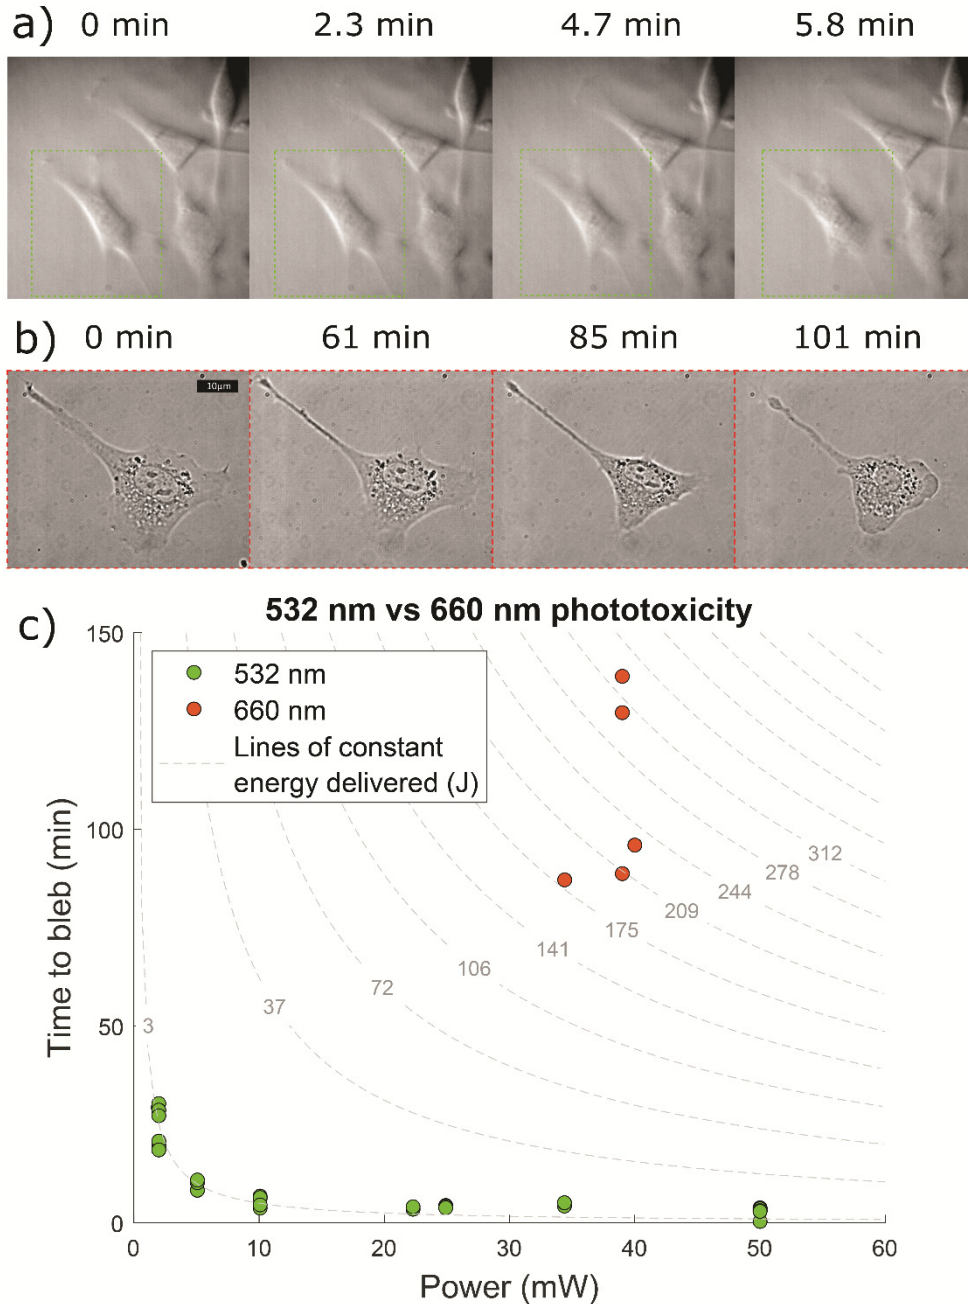 a)
0 min
2.3 min
4.7 min
5.8 min
b)
0 min
61 min
85 min
101 min
10µm
c)
532 nm vs 660 nm phototoxicity
532 nm
660 nm
Lines of constant
energy delivered (J)
Time to bleb (min)
150
100
50
0
3
37
72
106
141
175
209
244
278
312
0
10
20
30
40
50
60
Power (mW)